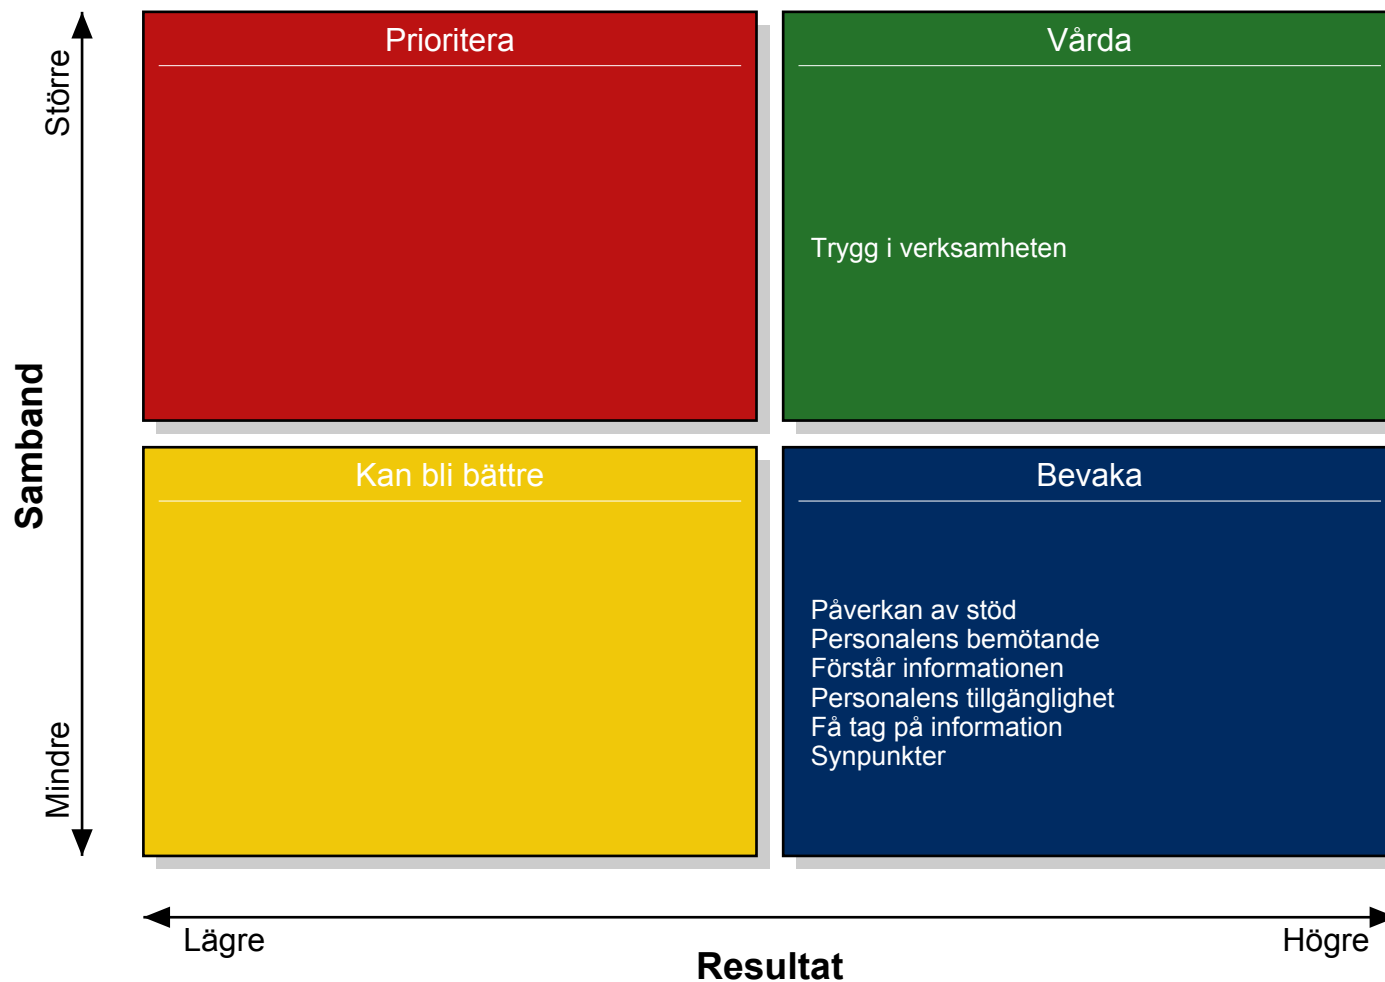 Prioritera
Vårda
Större
Trygg i verksamheten
Samband
Kan bli bättre
Bevaka
Påverkan av stöd
Personalens bemötande
Förstår informationen
Personalens tillgänglighet
Få tag på information
Synpunkter
Mindre
Lägre
Högre
Resultat